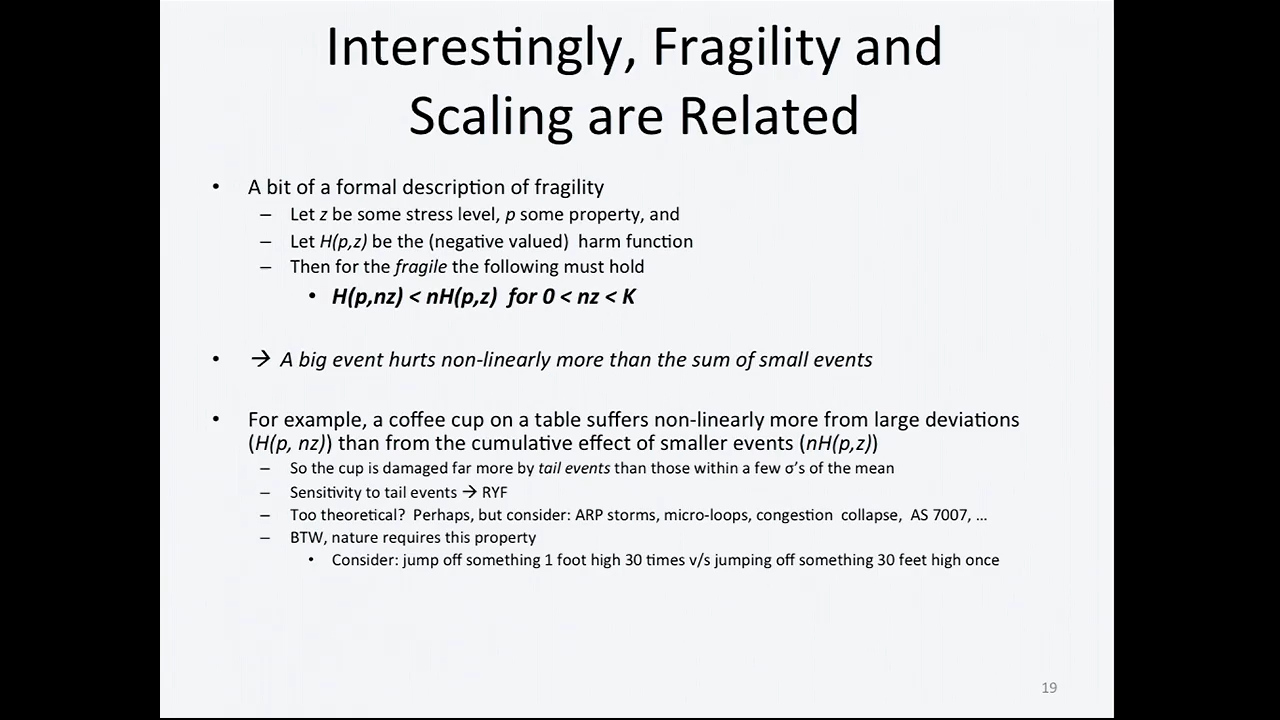 Interestingly, Fragility and
Scaling are Related
• A bit of a formal description of fragility
– Let z be some stress level, p some property, and
– Let H(p,z) be the (negative valued) harm function
– Then for the fragile the following must hold
• H(p,nz) < nH(p,z) for 0 < nz < K
• → A big event hurts non-linearly more than the sum of small events
• For example, a coffee cup on a table suffers non-linearly more from large deviations
(H(p, nz)) than from the cumulative effect of smaller events (nH(p,z))
– So the cup is damaged far more by tail events than those within a few σ's of the mean
– Sensitivity to tail events → RYF
– Too theoretical? Perhaps, but consider: ARP storms, micro-loops, congestion collapse, AS 7007, …
– BTW, nature requires this property
• Consider: jump off something 1 foot high 30 times v/s jumping off something 30 feet high once
19